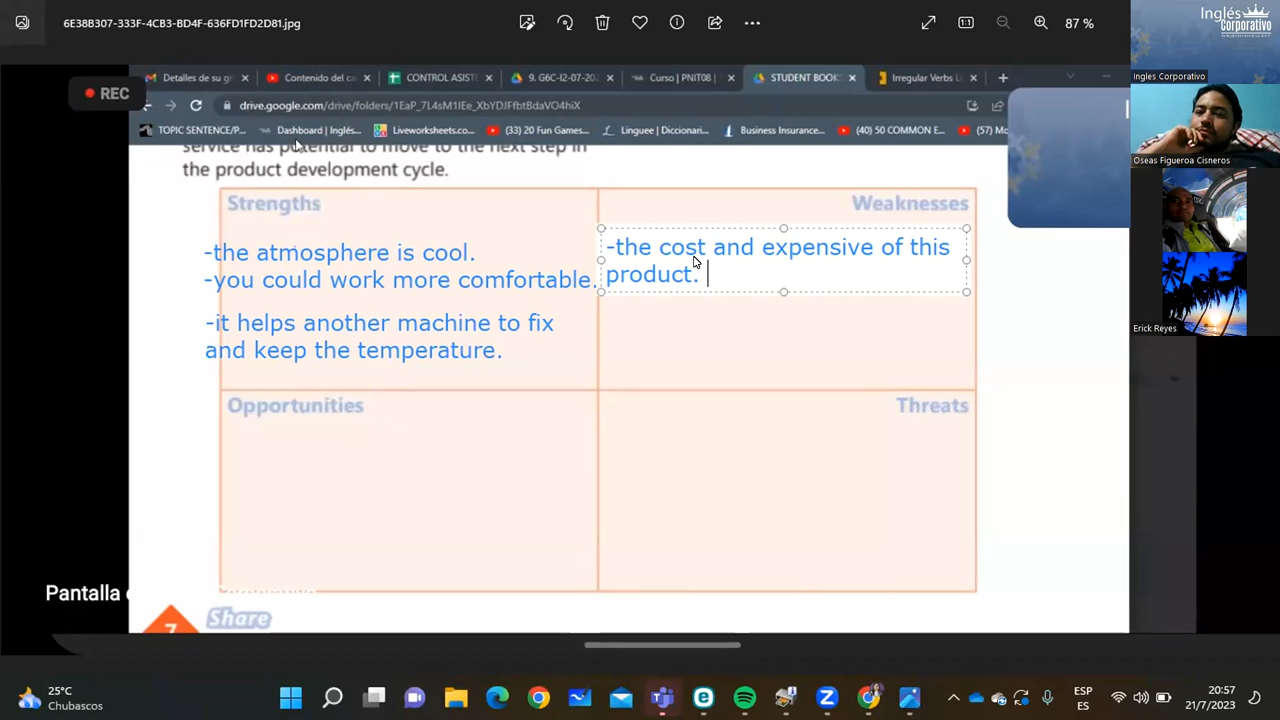 6E38B307-333F-4CB3-BD4F-636FD1FD2D81.jpg
87 %
Inglés
Corporativo
REC
Detalles de su gr
Contenido del ca
CONTROL ASIST
9. G6C-I2-07-20
Curso | PNIT08 |
STUDENT BOOK
Irregular Verbs Li
drive.google.com/drive/folders/1EaP_7L4sM1IEe_XbYDJFfbtBdaVO4hiX
TOPIC SENTENCE/P...
Dashboard | Inglés...
Liveworksheets.co...
(33) 20 Fun Games...
Linguee | Diccionari...
Business Insurance...
(40) 50 COMMON E...
(57) Mo
Ingles Corporativo
Oseas Figueroa Cisneros
Erick Reyes
service has potential to move to the next step in
the product development cycle.
Strengths
Weaknesses
-the atmosphere is cool.
-you could work more comfortable.
-it helps another machine to fix
and keep the temperature.
-the cost and expensive of this
product.
Opportunities
Threats
Pantalla
7
Share
25°C
Chubascos
ESP
ES
20:57
21/7/2023